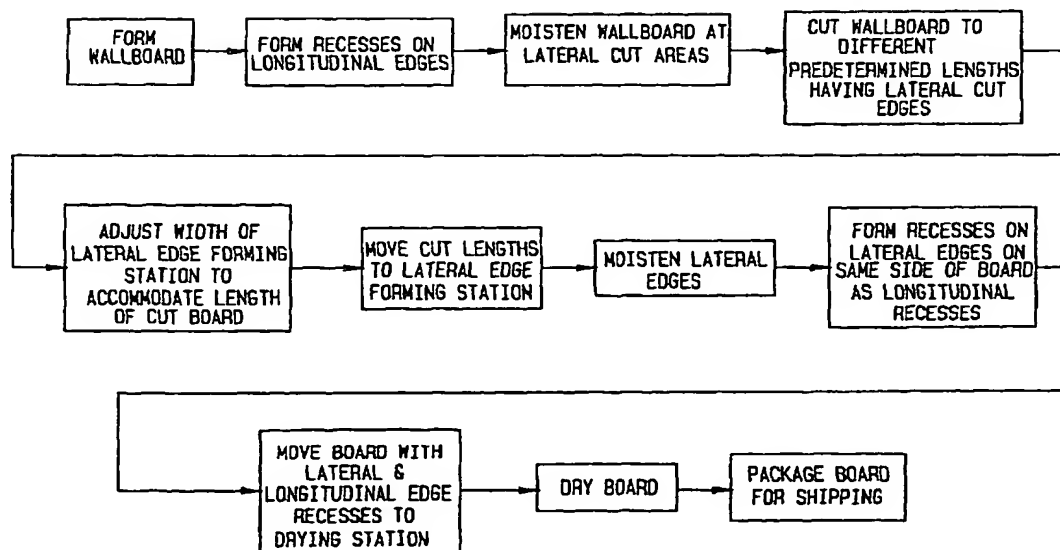 FORM
WALLBOARD
FORM RECESSES ON
LONGITUDINAL EDGES
MOISTEN WALLBOARD AT
LATERAL CUT AREAS
CUT WALLBOARD TO
DIFFERENT
PREDETERMINED LENGTHS
HAVING LATERAL CUT
EDGES
ADJUST WIDTH OF
LATERAL EDGE FORMING
STATION TO
ACCOMMODATE LENGTH
OF CUT BOARD
MOVE CUT LENGTHS
TO LATERAL EDGE
FORMING STATION
MOISTEN LATERAL
EDGES
FORM RECESSES ON
LATERAL EDGES ON
SAME SIDE OF BOARD
AS LONGITUDINAL
RECESSES
MOVE BOARD WITH
LATERAL &
LONGITUDINAL EDGE
RECESSES TO
DRYING STATION
DRY BOARD
PACKAGE BOARD
FOR SHIPPING